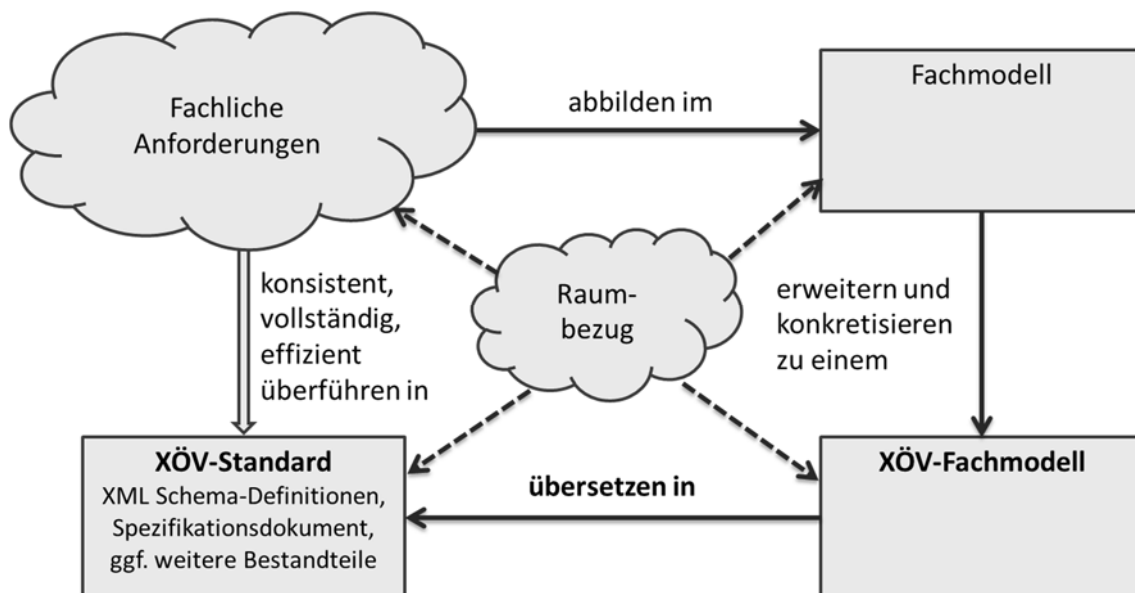 Fachliche
Anforderungen
abbilden im
Fachmodell
konsistent,
vollständig,
effizient
überführen in
Raum-
bezug
erweitern und
konkretisieren
zu einem
XÖV-Standard
XML Schema-Definitionen,
Spezifikationsdokument,
ggf. weitere Bestandteile
übersetzen in
XÖV-Fachmodell